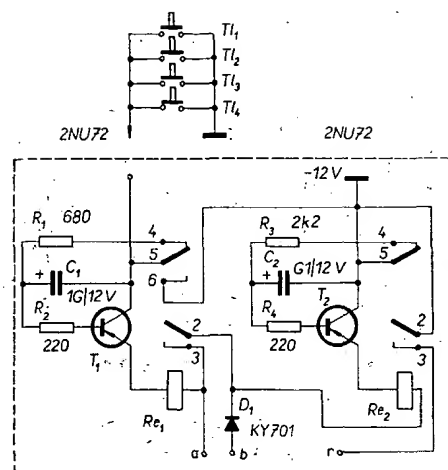 Tl1
Tl2
Tl3
Tl4
2NU72 2NU72
-12 V
R1 680 4 R3 2k2 4
5 5
C1 6 C2
+ 1G/12 V + G1/12 V
R2 2 R4 T2 2
220 T1 3 220 3
Re1 D1 Re2
a KY701 b r